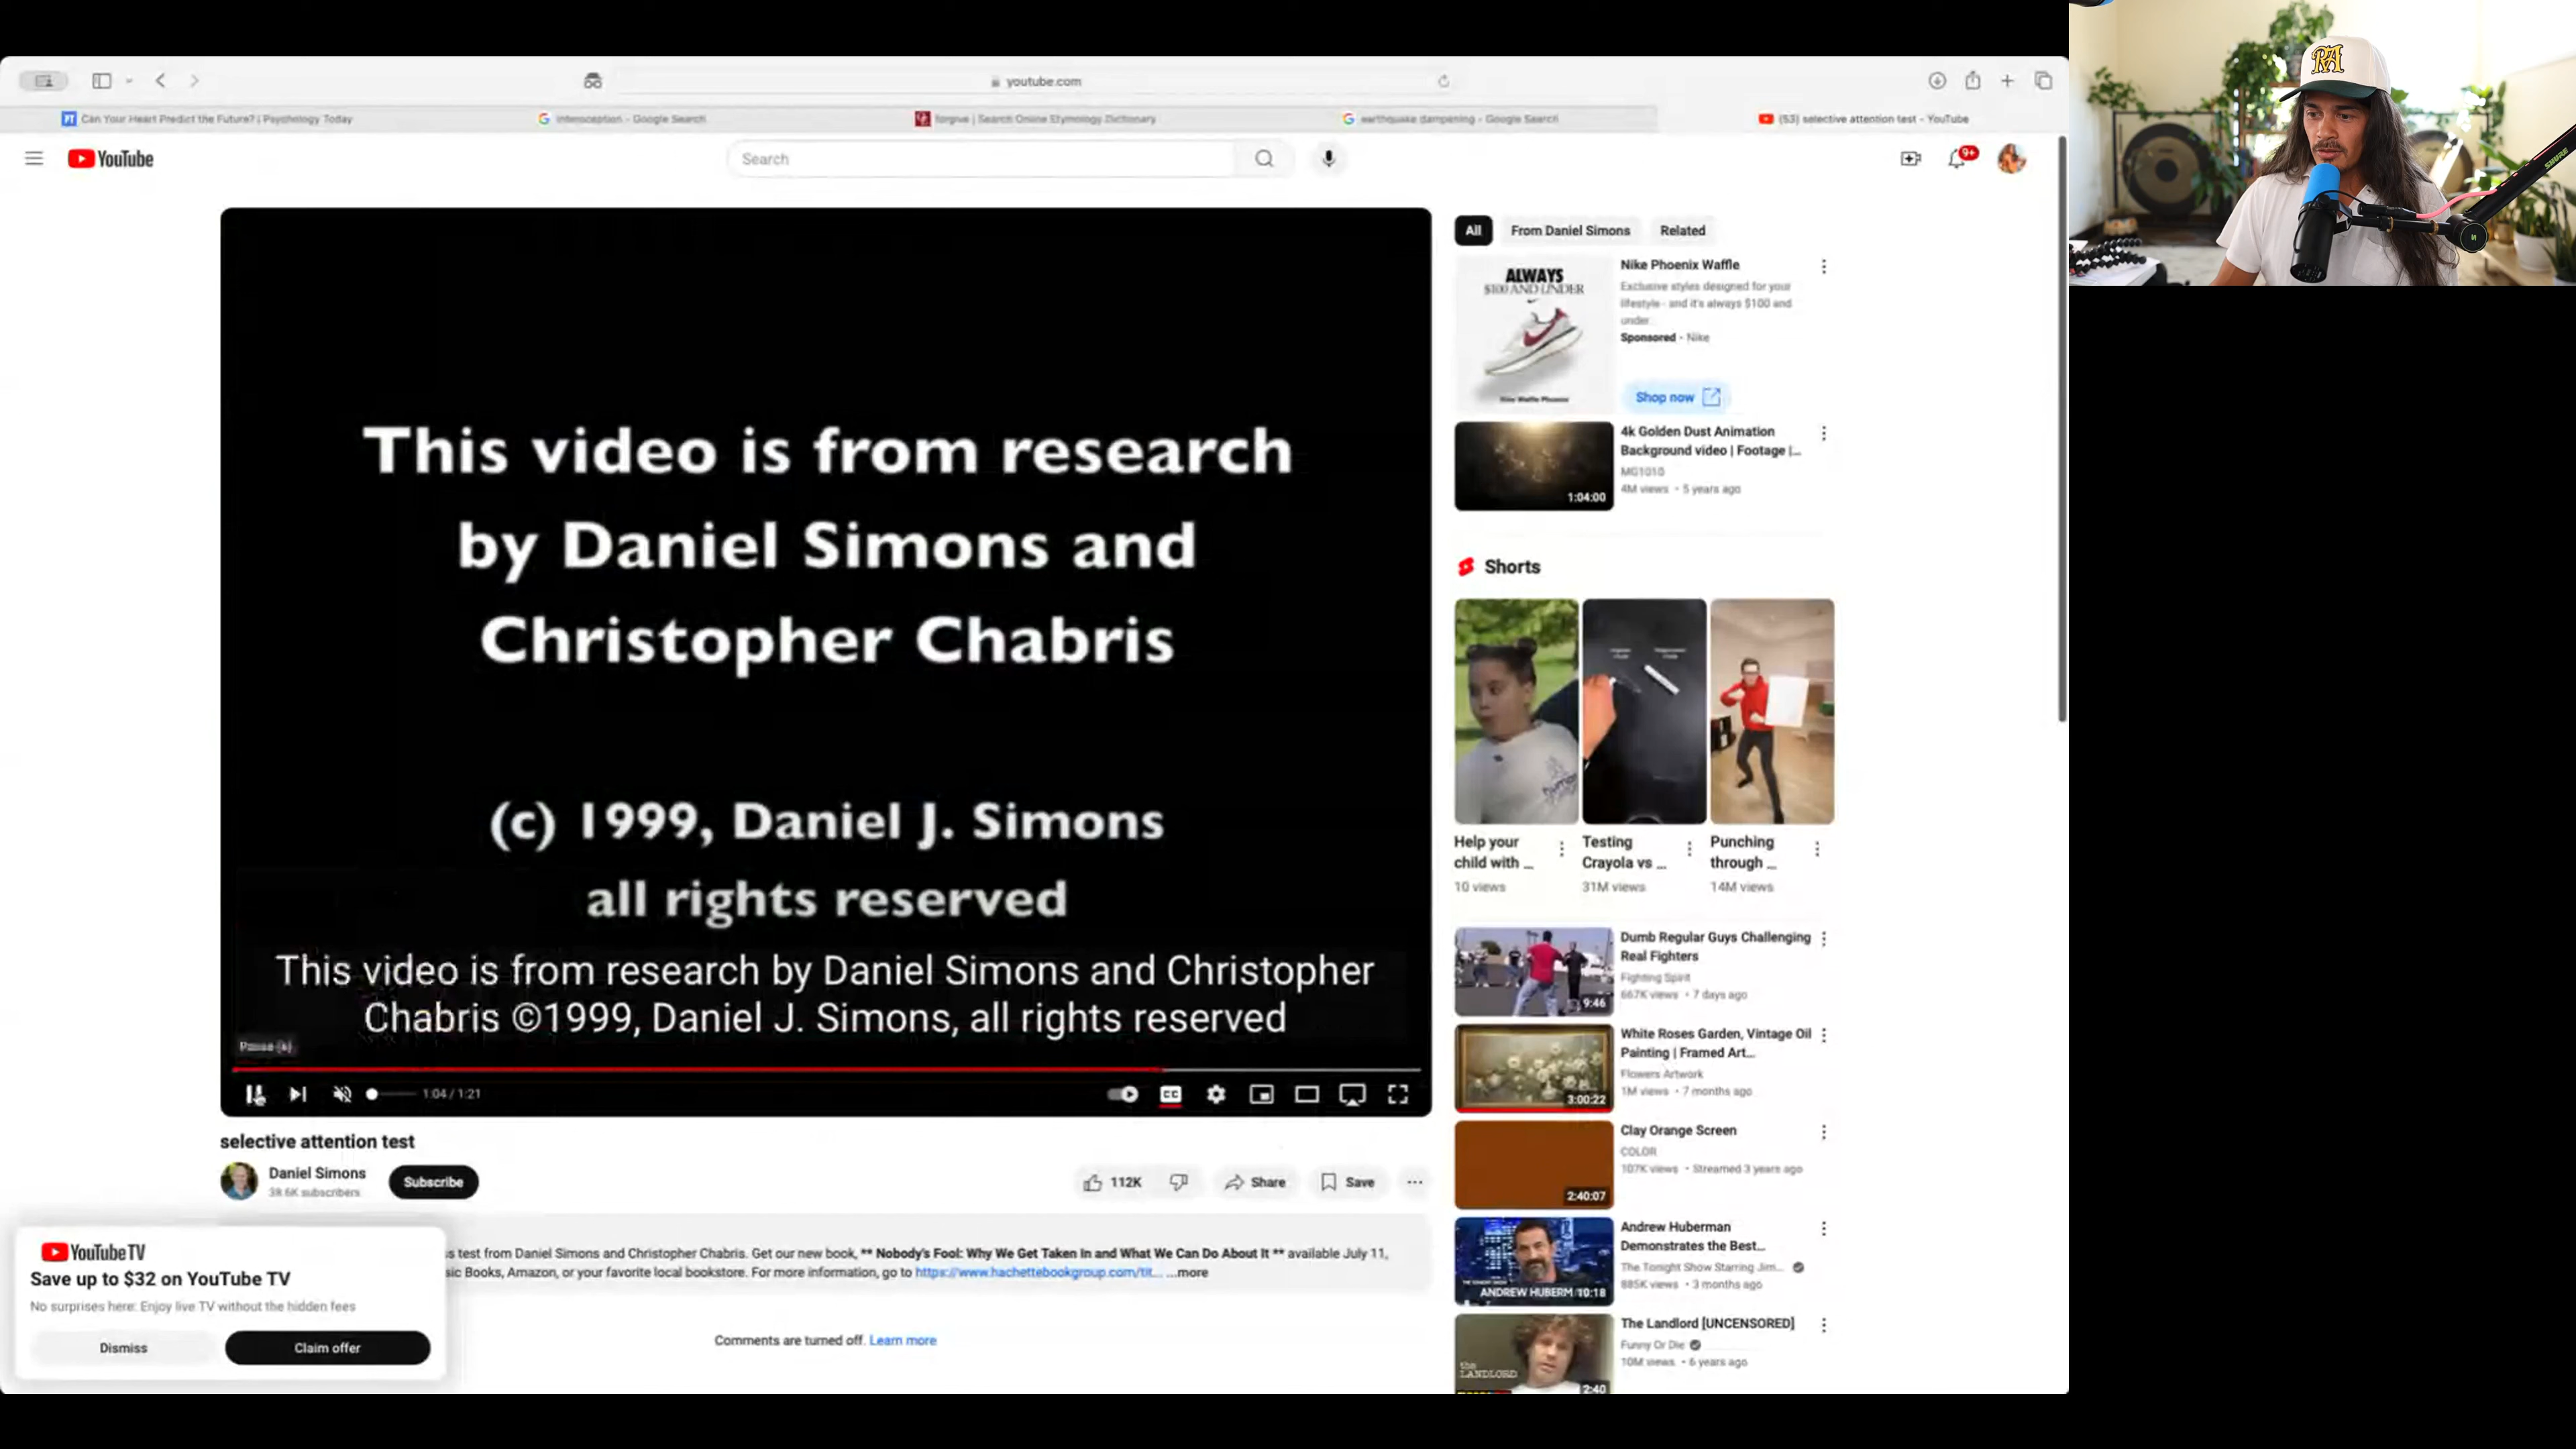 youtube.com
Can Your Heart Predict the Future? | Psychology Today
interoception - Google Search
forgive | Search Online Etymology Dictionary
earthquake dampening - Google Search
(53) selective attention test - YouTube
YouTube
Search
9+
RA
This video is from research
by Daniel Simons and
Christopher Chabris
(c) 1999, Daniel J. Simons
all rights reserved
This video is from research by Daniel Simons and Christopher
Chabris ©1999, Daniel J. Simons, all rights reserved
Pause (k)
1:04 / 1:21
CC
selective attention test
Daniel Simons
38.6K subscribers
Subscribe
112K
Share
Save
s test from Daniel Simons and Christopher Chabris. Get our new book, ** Nobody's Fool: Why We Get Taken In and What We Can Do About It ** available July 11,
sic Books, Amazon, or your favorite local bookstore. For more information, go to https://www.hachettebookgroup.com/tit... ...more
YouTube TV
Save up to $32 on YouTube TV
No surprises here: Enjoy live TV without the hidden fees
Dismiss
Claim offer
Comments are turned off. Learn more
All
From Daniel Simons
Related
ALWAYS
$100 AND UNDER
Nike Waffle Phoenix
Nike Phoenix Waffle
Exclusive styles designed for your
lifestyle - and it's always $100 and
under.
Sponsored · Nike
Shop now
4k Golden Dust Animation
Background video | Footage |...
MG1010
4M views • 5 years ago
1:04:00
Shorts
Help your
child with ...
10 views
Testing
Crayola vs ...
31M views
Punching
through ...
14M views
Dumb Regular Guys Challenging
Real Fighters
Fighting Spirit
667K views • 7 days ago
9:46
White Roses Garden, Vintage Oil
Painting | Framed Art...
Flowers Artwork
1M views • 7 months ago
3:00:22
Clay Orange Screen
COLOR
107K views • Streamed 3 years ago
2:40:07
Andrew Huberman
Demonstrates the Best...
The Tonight Show Starring Jim...
885K views • 3 months ago
ANDREW HUBERM
10:18
The Landlord [UNCENSORED]
Funny Or Die
10M views • 6 years ago
the
LANDLORD
2:40